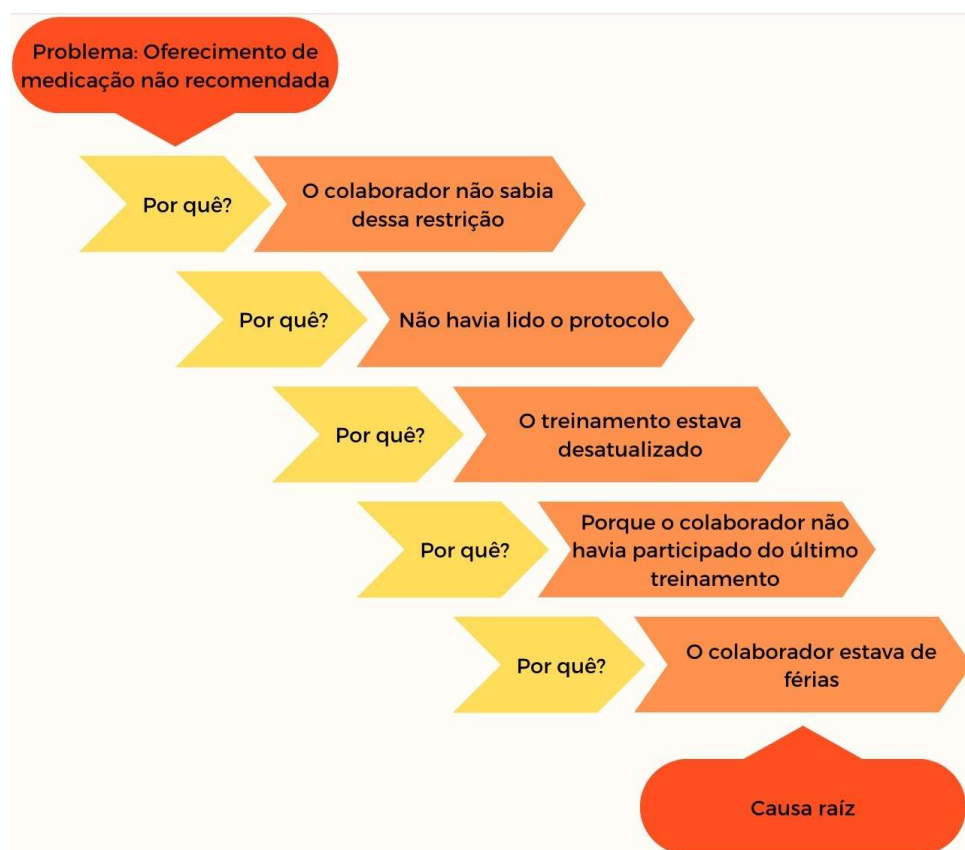 Problema: Oferecimento de
medicação não recomendada
Por quê?
O colaborador não sabia
dessa restrição
Por quê?
Não havia lido o protocolo
Por quê?
O treinamento estava
desatualizado
Por quê?
Porque o colaborador não
havia participado do último
treinamento
Por quê?
O colaborador estava de
férias
Causa raíz